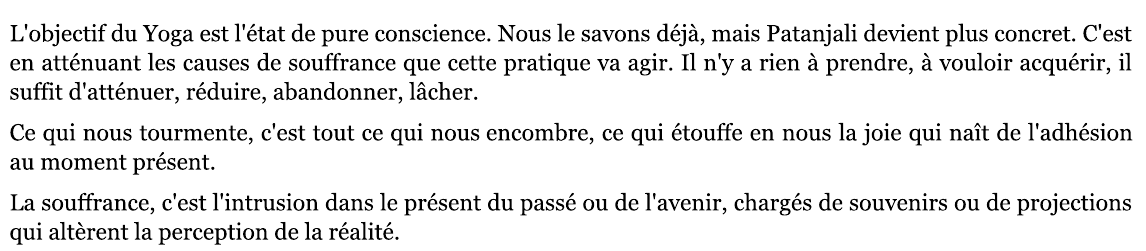 L'objectif du Yoga est l'état de pure conscience. Nous le savons déjà, mais Patanjali devient plus concret. C'est
en atténuant les causes de souffrance que cette pratique va agir. Il n'y a rien à prendre, à vouloir acquérir, il
suffit d'atténuer, réduire, abandonner, lâcher.
Ce qui nous tourmente, c'est tout ce qui nous encombre, ce qui étouffe en nous la joie qui naît de l'adhésion
au moment présent.
La souffrance, c'est l'intrusion dans le présent du passé ou de l'avenir, chargés de souvenirs ou de projections
qui altèrent la perception de la réalité.